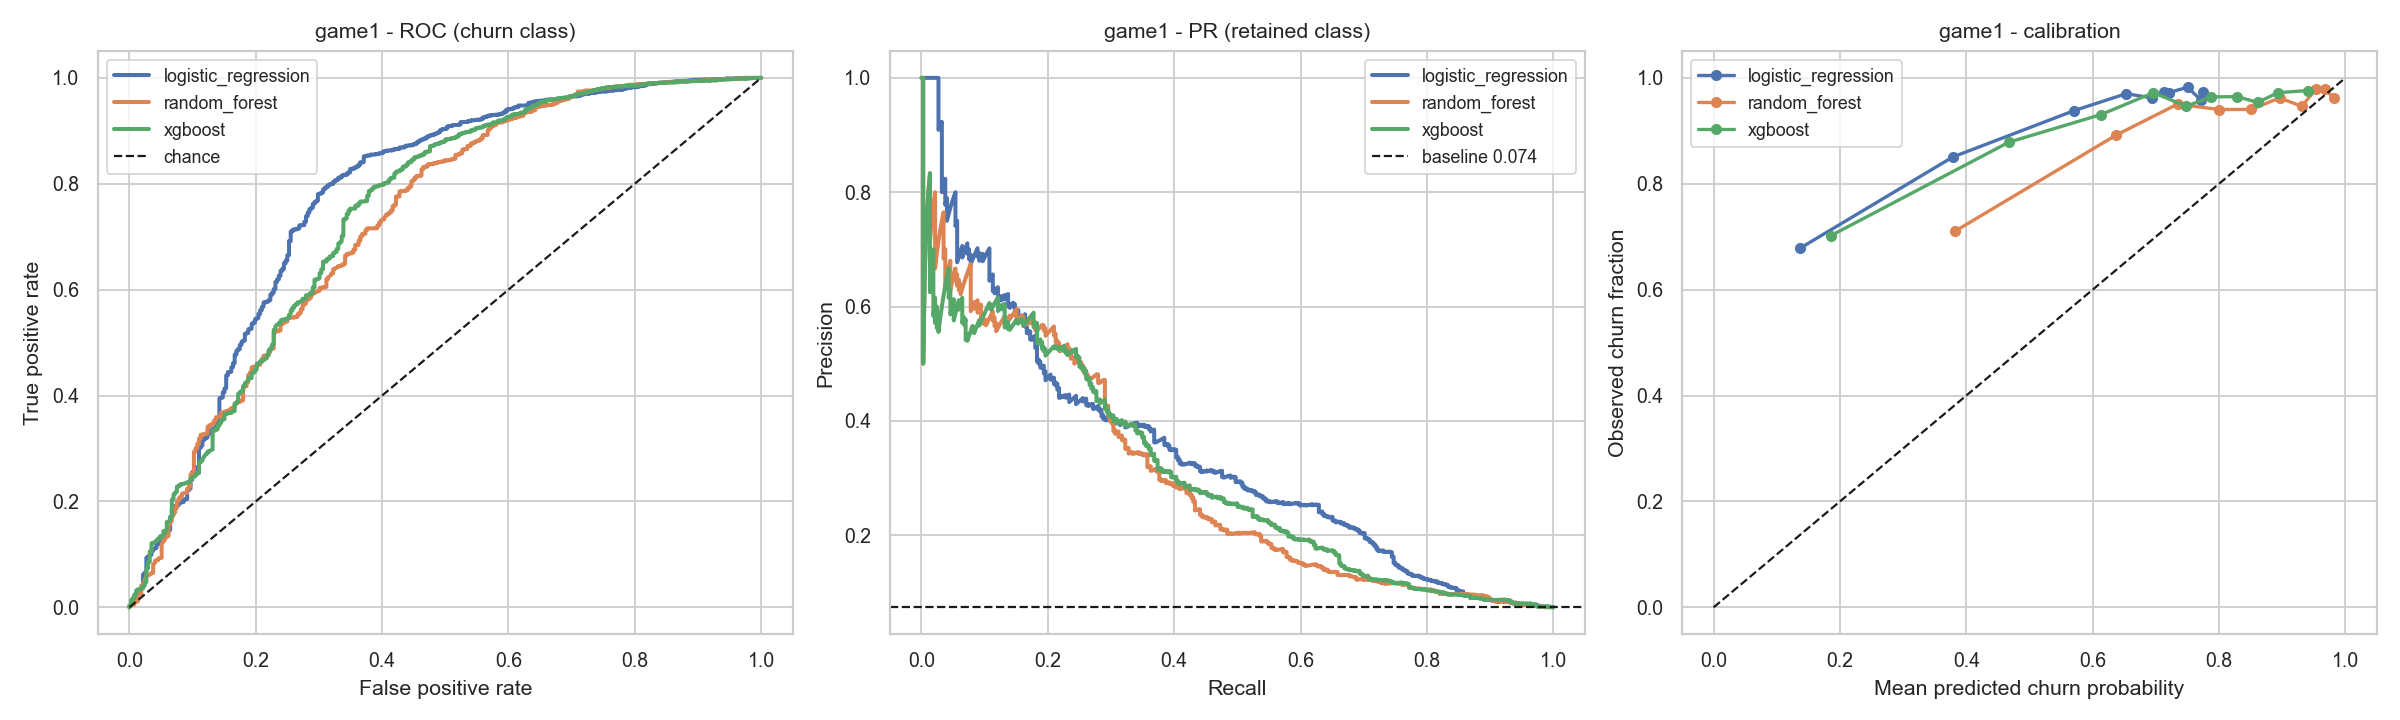 game1 - ROC (churn class)
logistic_regression
random_forest
xgboost
chance
1.0
0.8
0.6
0.4
0.2
0.0
True positive rate
0.0 0.2 0.4 0.6 0.8 1.0
False positive rate
game1 - PR (retained class)
logistic_regression
random_forest
xgboost
baseline 0.074
1.0
0.8
0.6
0.4
0.2
Precision
0.0 0.2 0.4 0.6 0.8 1.0
Recall
game1 - calibration
logistic_regression
random_forest
xgboost
1.0
0.8
0.6
0.4
0.2
0.0
Observed churn fraction
0.0 0.2 0.4 0.6 0.8 1.0
Mean predicted churn probability